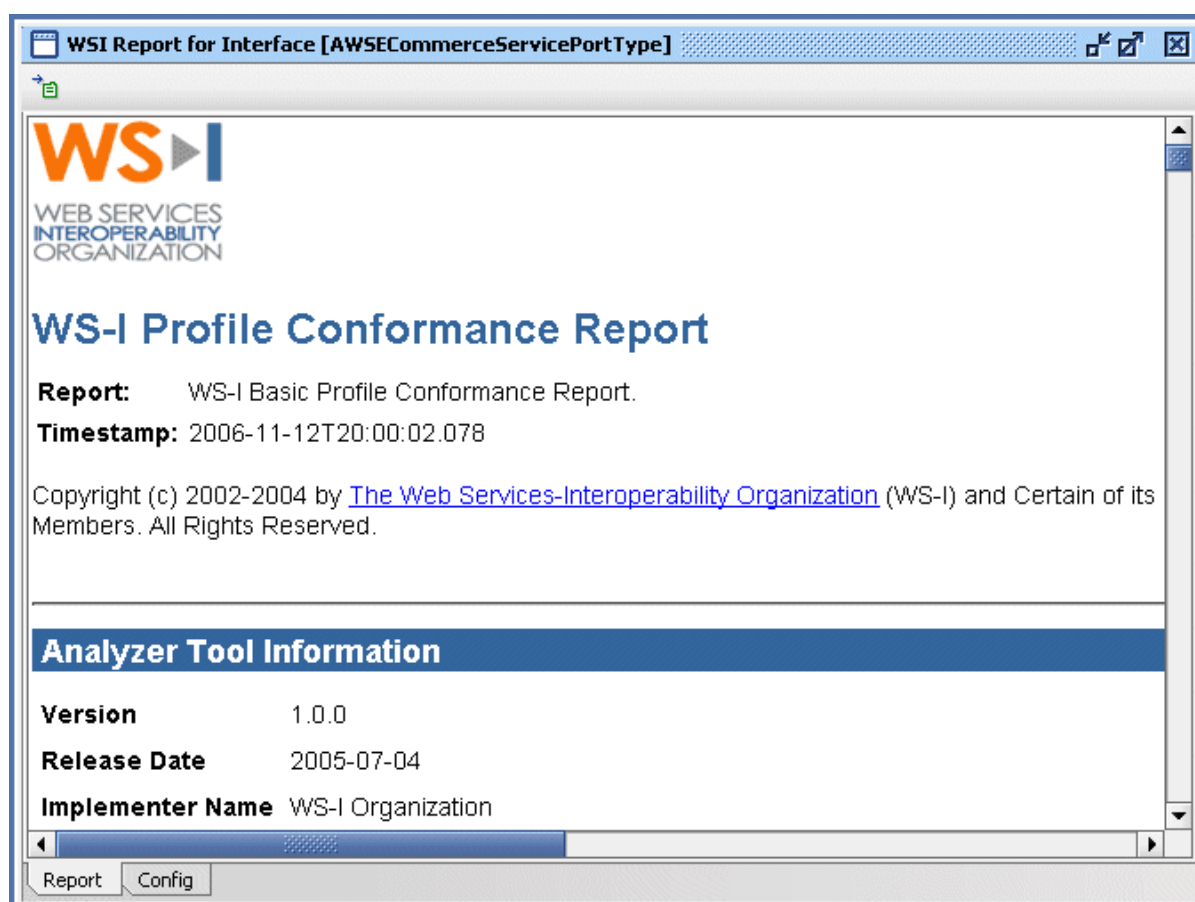 WSI Report for Interface [AWSECommerceServicePortType]
WS I
WEB SERVICES
INTEROPERABILITY
ORGANIZATION
WS-I Profile Conformance Report
Report: WS-I Basic Profile Conformance Report.
Timestamp: 2006-11-12T20:00:02.078
Copyright (c) 2002-2004 by The Web Services-Interoperability Organization (WS-I) and Certain of its
Members. All Rights Reserved.
Analyzer Tool Information
Version 1.0.0
Release Date 2005-07-04
Implementer Name WS-I Organization
Report Config